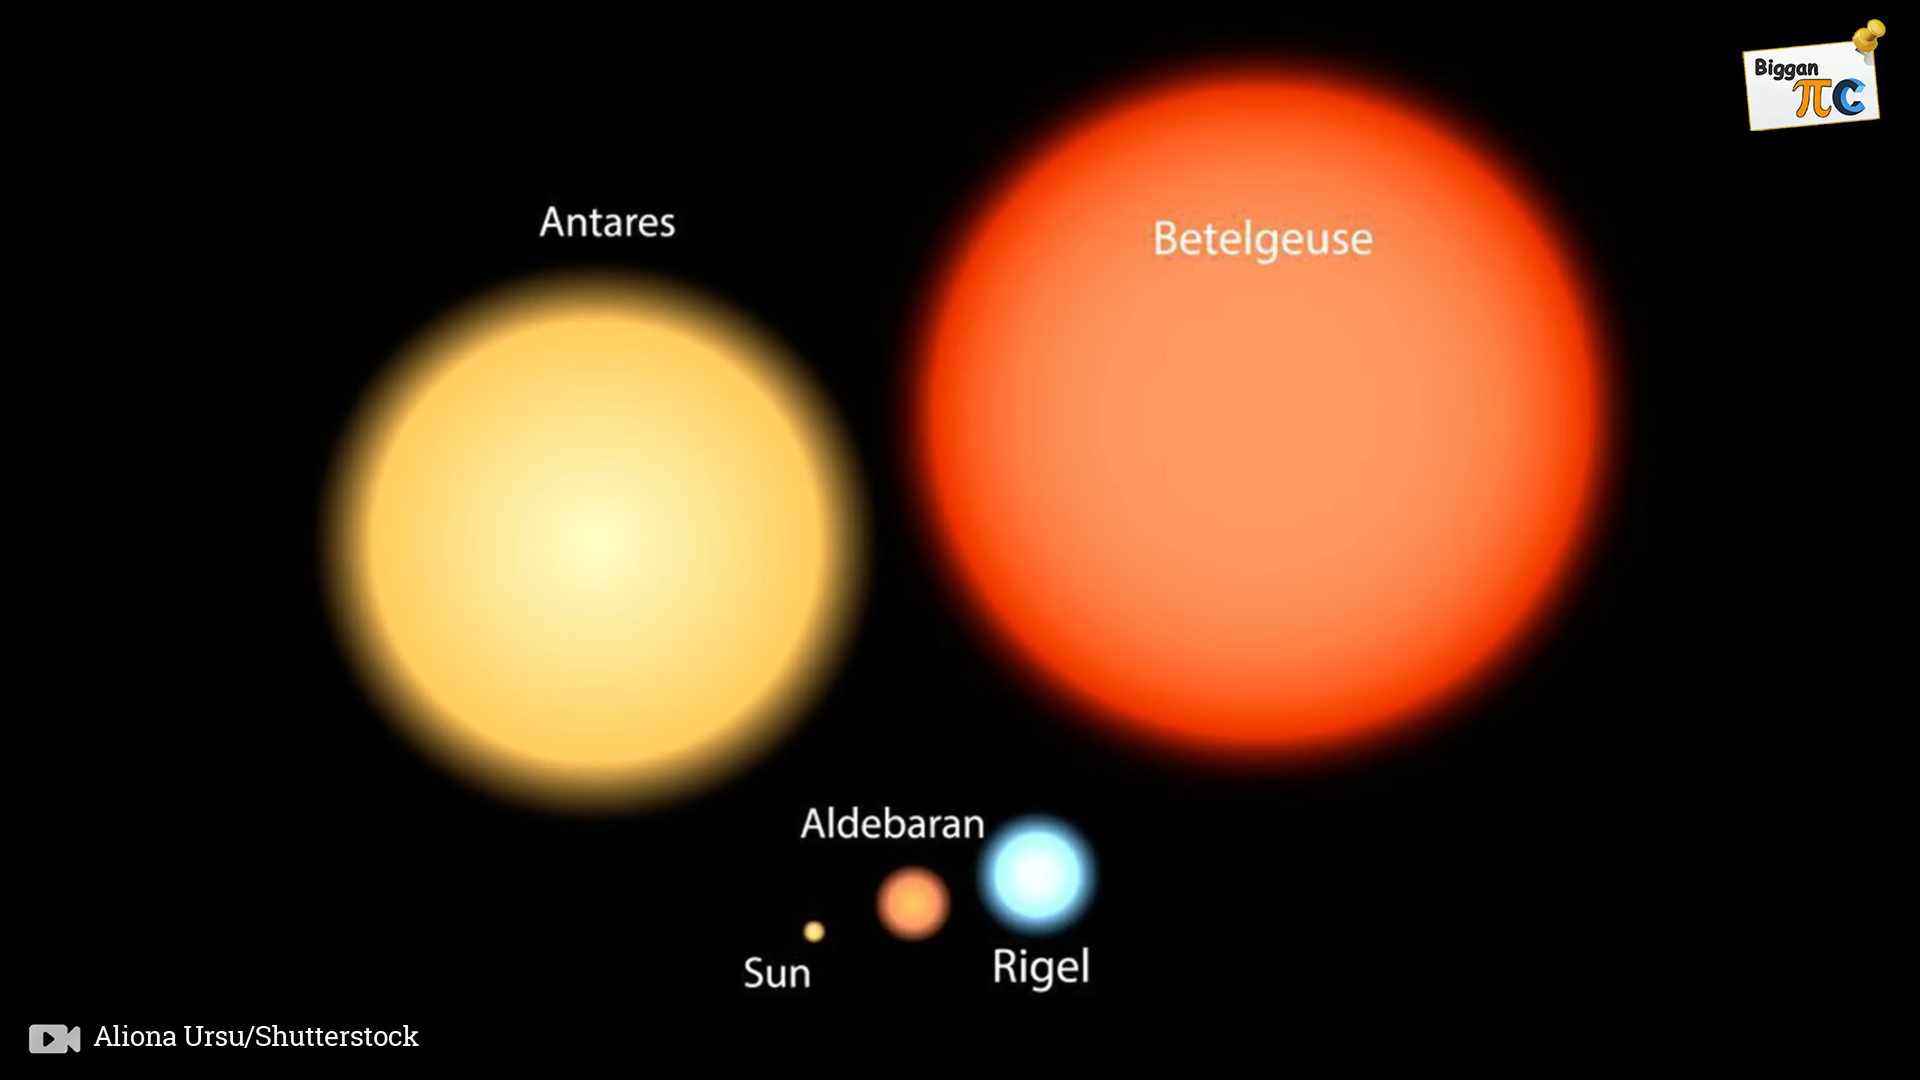 Biggan
πC
Antares
Betelgeuse
Aldebaran
Sun
Rigel
Aliona Ursu/Shutterstock